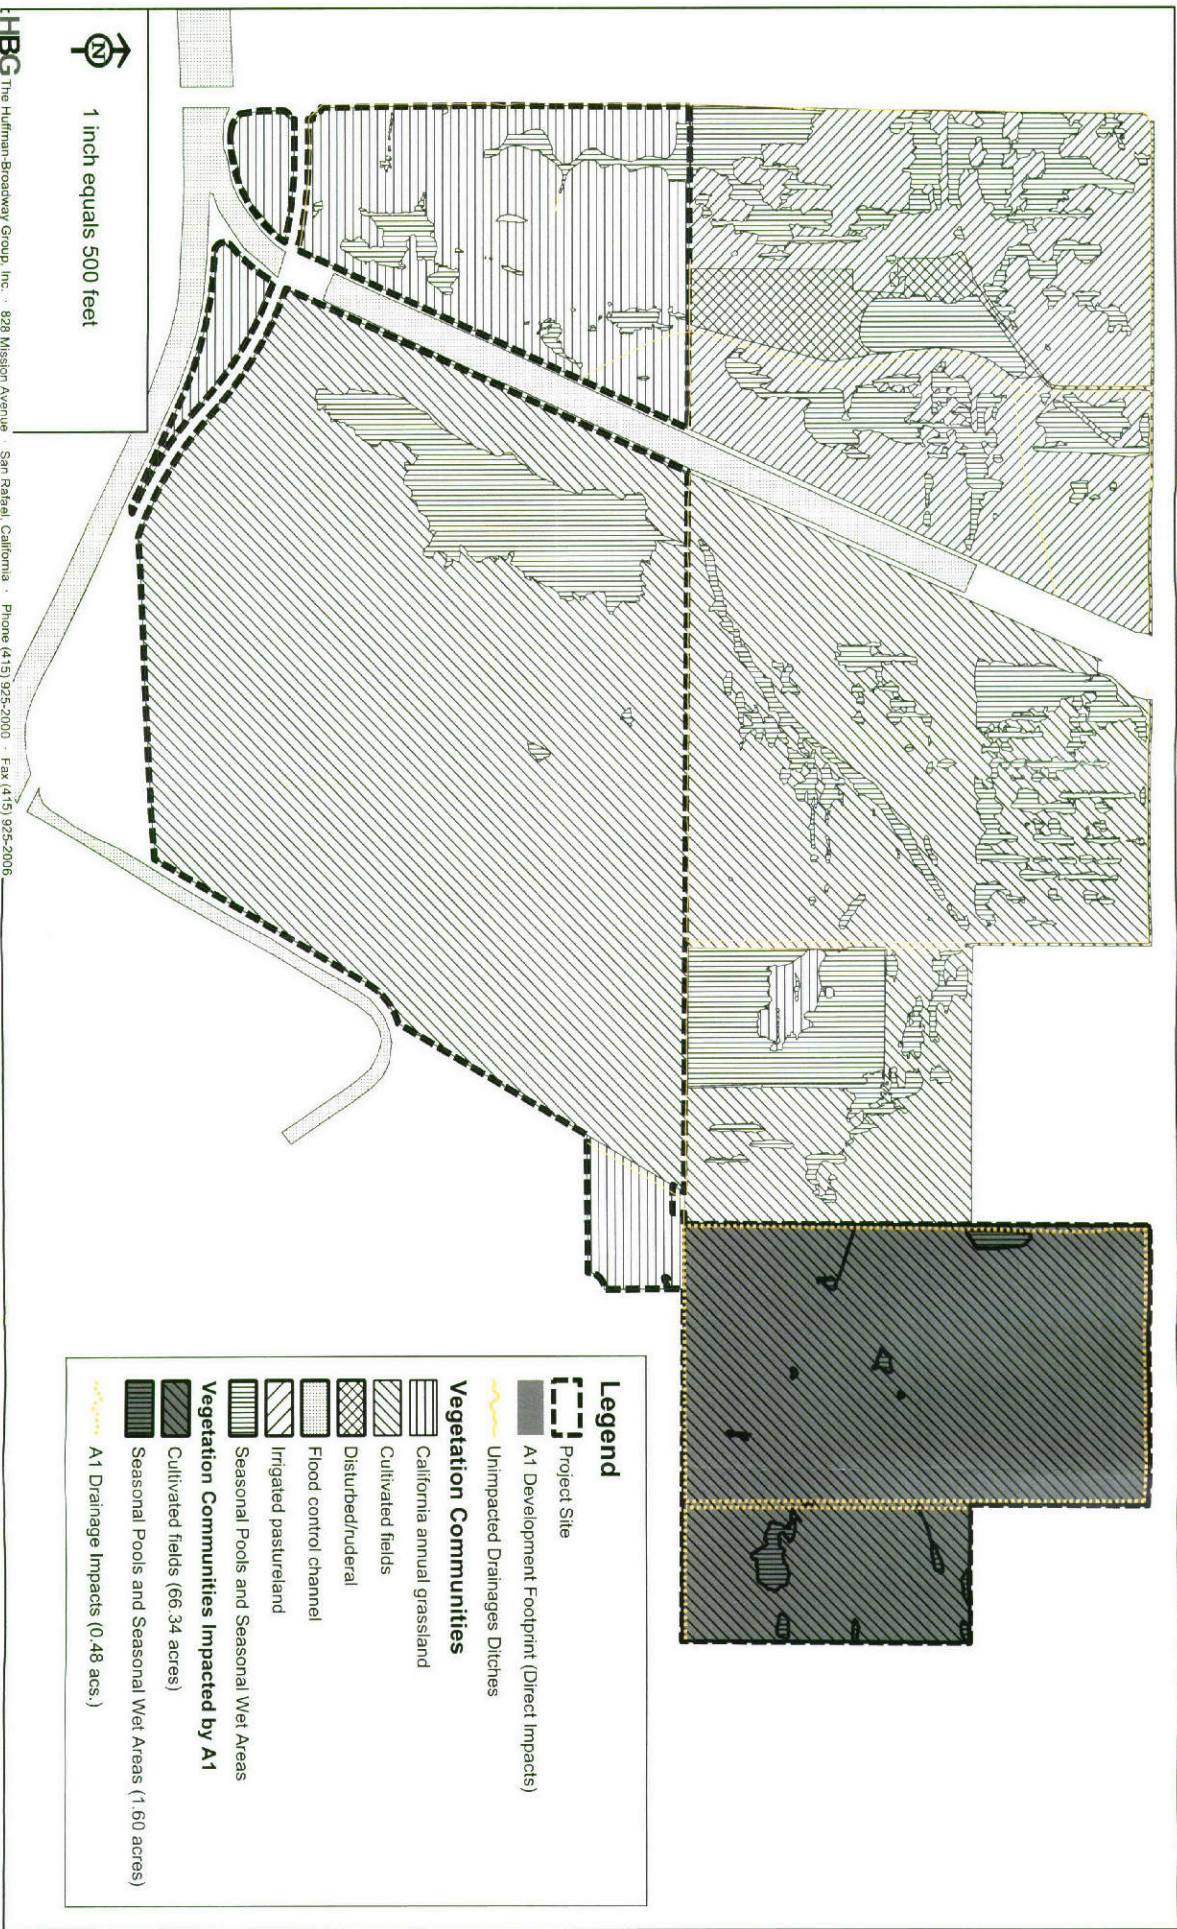 Legend
Project Site
A1 Development Footprint (Direct Impacts)
Unimpacted Drainages Ditches
Vegetation Communities
California annual grassland
Cultivated fields
Disturbed/ruderal
Flood control channel
Irrigated pastureland
Seasonal Pools and Seasonal Wet Areas
Vegetation Communities Impacted by A1
Cultivated fields (66.34 acres)
Seasonal Pools and Seasonal Wet Areas (1.60 acres)
A1 Drainage Impacts (0.48 acs.)
N
1 inch equals 500 feet
HBG The Huffman-Broadway Group, Inc. · 828 Mission Avenue · San Rafael, California · Phone (415) 925-2000 · Fax (415) 925-2006